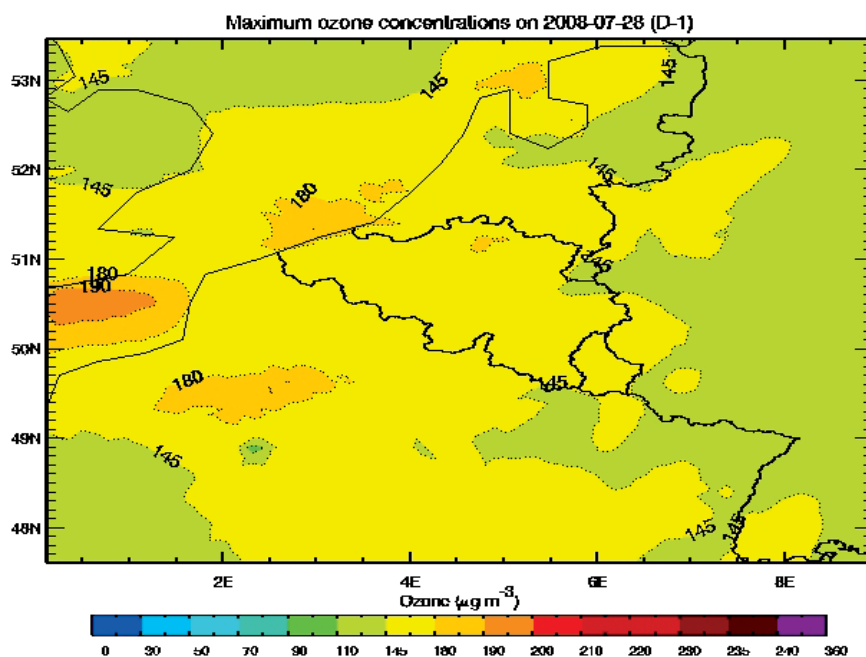 Maximum ozone concentrations on 2008-07-28 (D-1)
53N
145
145
145
52N
145
145
180
51N
145
180
190
50N
180
145
49N
145
48N
145
145
2E
4E
6E
8E
Ozone (µg m-3)
0 30 50 70 90 110 145 180 190 200 210 220 230 235 240 360